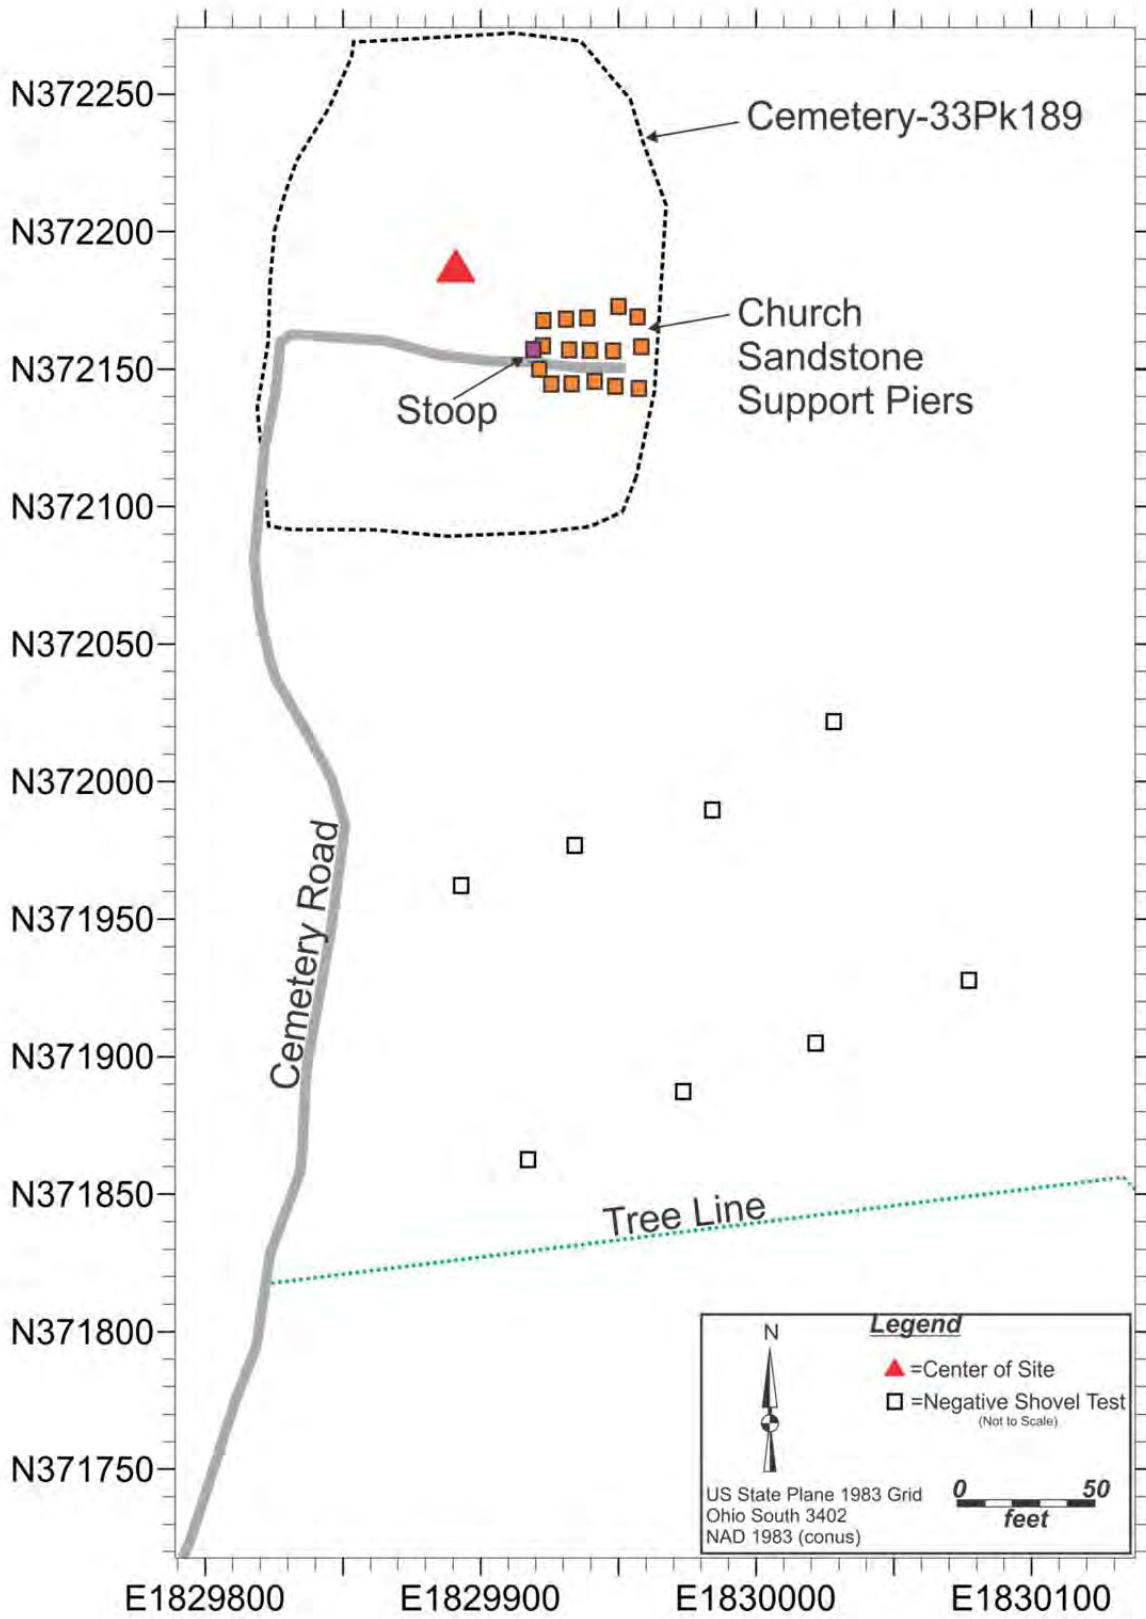 N372250
Cemetery-33Pk189
N372200
Church
Sandstone
Support Piers
N372150
Stoop
N372100
N372050
N372000
Cemetery Road
N371950
N371900
N371850
Tree Line
N371800
N371750
Legend
N
=Center of Site
=Negative Shovel Test
(Not to Scale)
US State Plane 1983 Grid
Ohio South 3402
NAD 1983 (conus)
0 50
feet
E1829800 E1829900 E1830000 E1830100